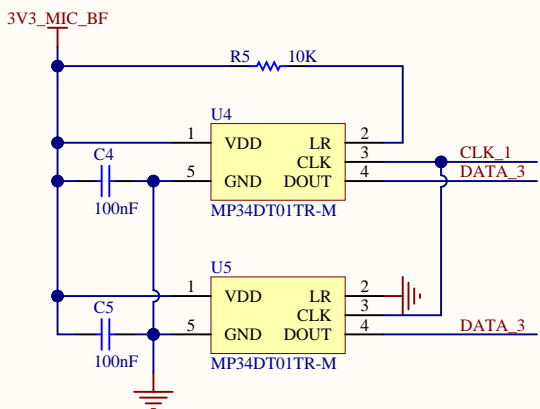 3V3_MIC_BF
R5 10K
U4
1 VDD LR 2
CLK 3 CLK_1
C4 5 GND DOUT 4 DATA_3
100nF MP34DT01TR-M
U5
1 VDD LR 2
CLK 3
C5 5 GND DOUT 4 DATA_3
100nF MP34DT01TR-M